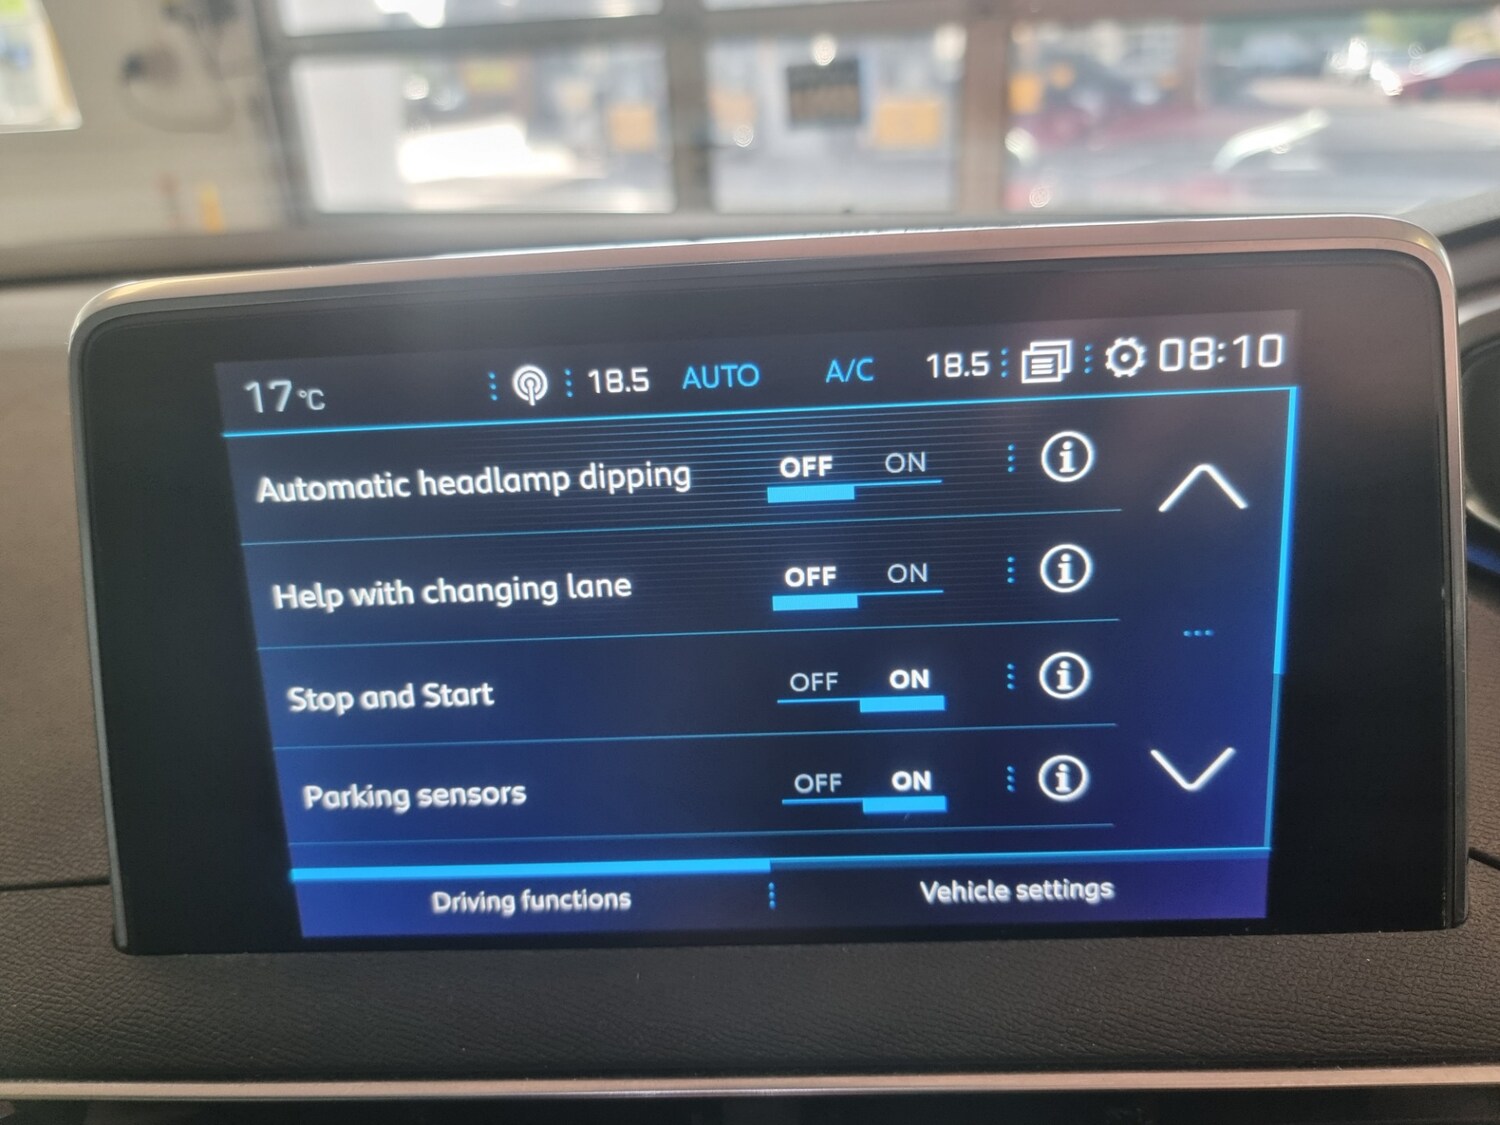 17°C 18.5 AUTO A/C 18.5 08:10
Automatic headlamp dipping OFF ON
Help with changing lane OFF ON
Stop and Start OFF ON
Parking sensors OFF ON
Driving functions Vehicle settings